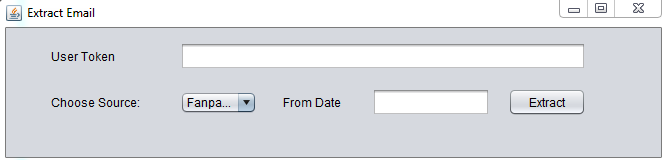 Extract Email
User Token
Choose Source: Fanpa... From Date Extract